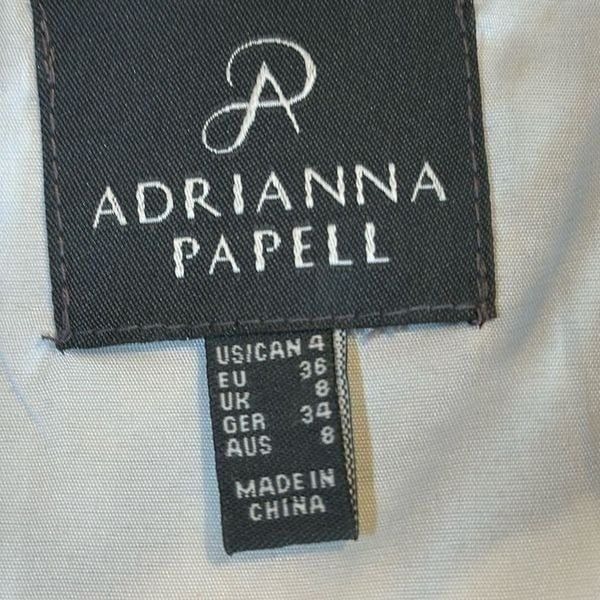 AP
ADRIANNA
PAPELL
US/CAN 4
EU 36
UK 8
GER 34
AUS 8
MADE IN
CHINA